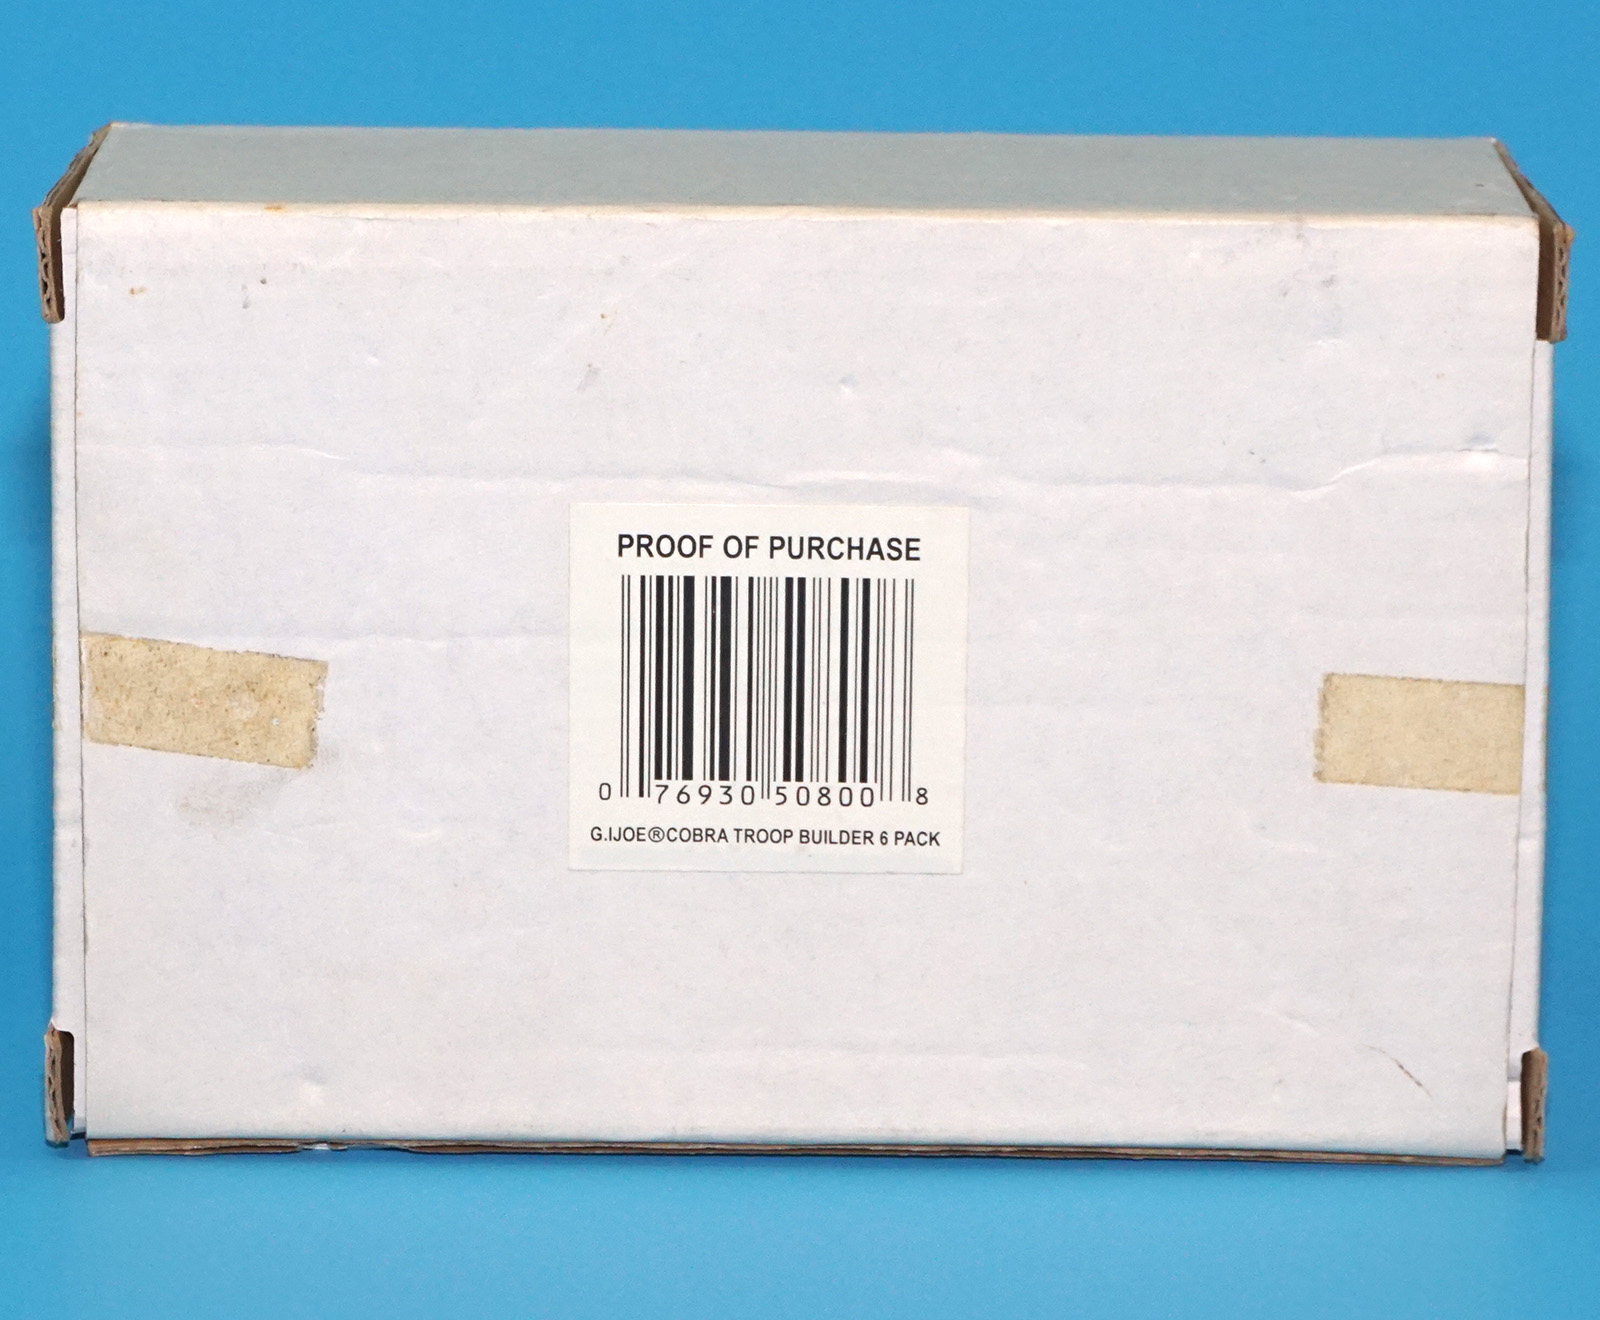 PROOF OF PURCHASE
0 76930 50800 8
G.IJOE®COBRA TROOP BUILDER 6 PACK